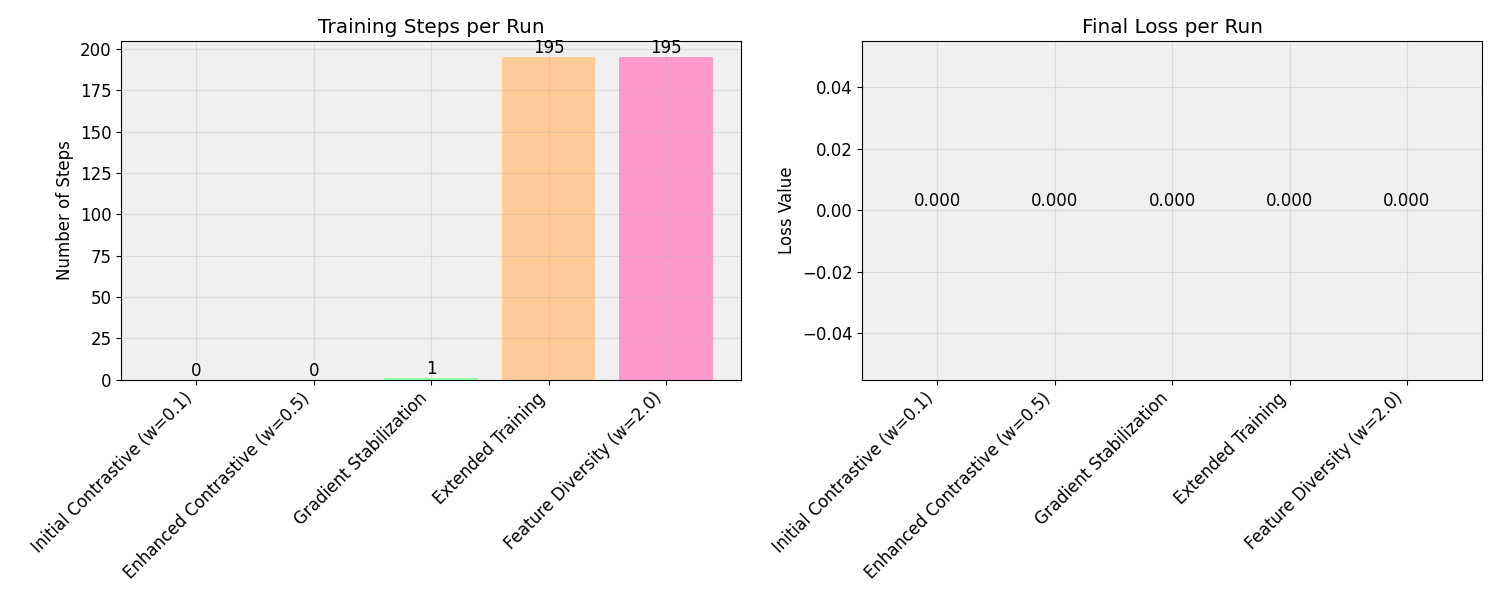 Training Steps per Run
Number of Steps
200
175
150
125
100
75
50
25
0
0
0
1
195
195
Initial Contrastive (w=0.1)
Enhanced Contrastive (w=0.5)
Gradient Stabilization
Extended Training
Feature Diversity (w=2.0)
Final Loss per Run
Loss Value
0.04
0.02
0.00
−0.02
−0.04
0.000
0.000
0.000
0.000
0.000
Initial Contrastive (w=0.1)
Enhanced Contrastive (w=0.5)
Gradient Stabilization
Extended Training
Feature Diversity (w=2.0)